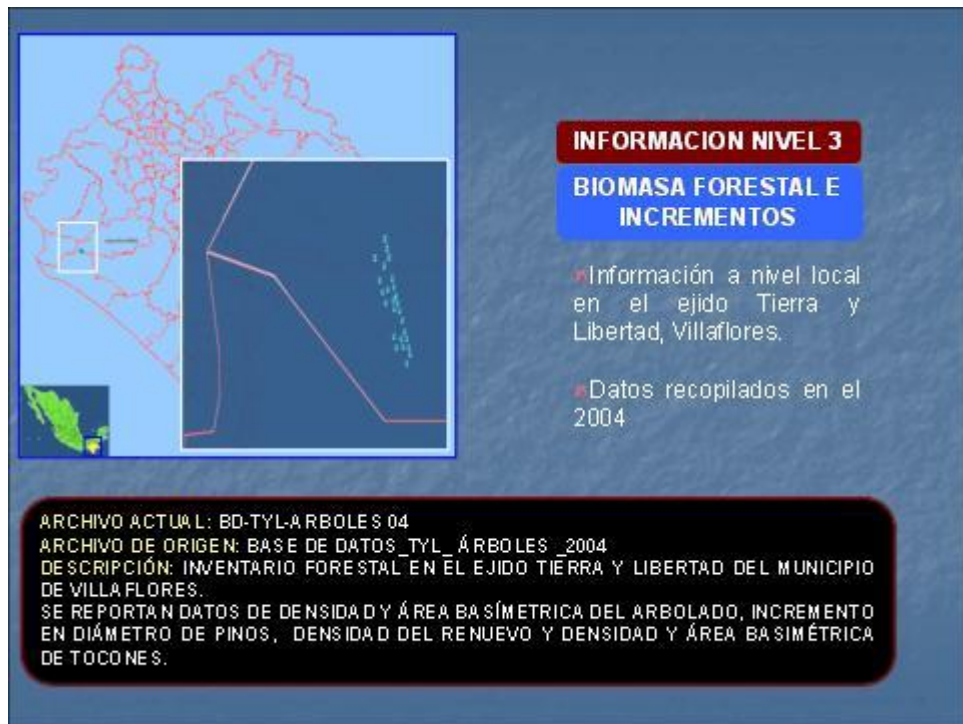 INFORMACION NIVEL 3
BIOMASA FORESTAL E
INCREMENTOS
Información a nivel local
en el ejido Tierra y
Libertad, Villaflores.
Datos recopilados en el
2004
ARCHIVO ACTUAL: BD-TYL-ARBOLES 04
ARCHIVO DE ORIGEN: BASE DE DATOS_TYL_ ÁRBOLES _2004
DESCRIPCIÓN: INVENTARIO FORESTAL EN EL EJIDO TIERRA Y LIBERTAD DEL MUNICIPIO
DE VILLAFLORES.
SE REPORTAN DATOS DE DENSIDAD Y ÁREA BASÍMETRICA DEL ARBOLADO, INCREMENTO
EN DIÁMETRO DE PINOS, DENSIDAD DEL RENUEVO Y DENSIDAD Y ÁREA BASIMÉTRICA
DE TOCONES.